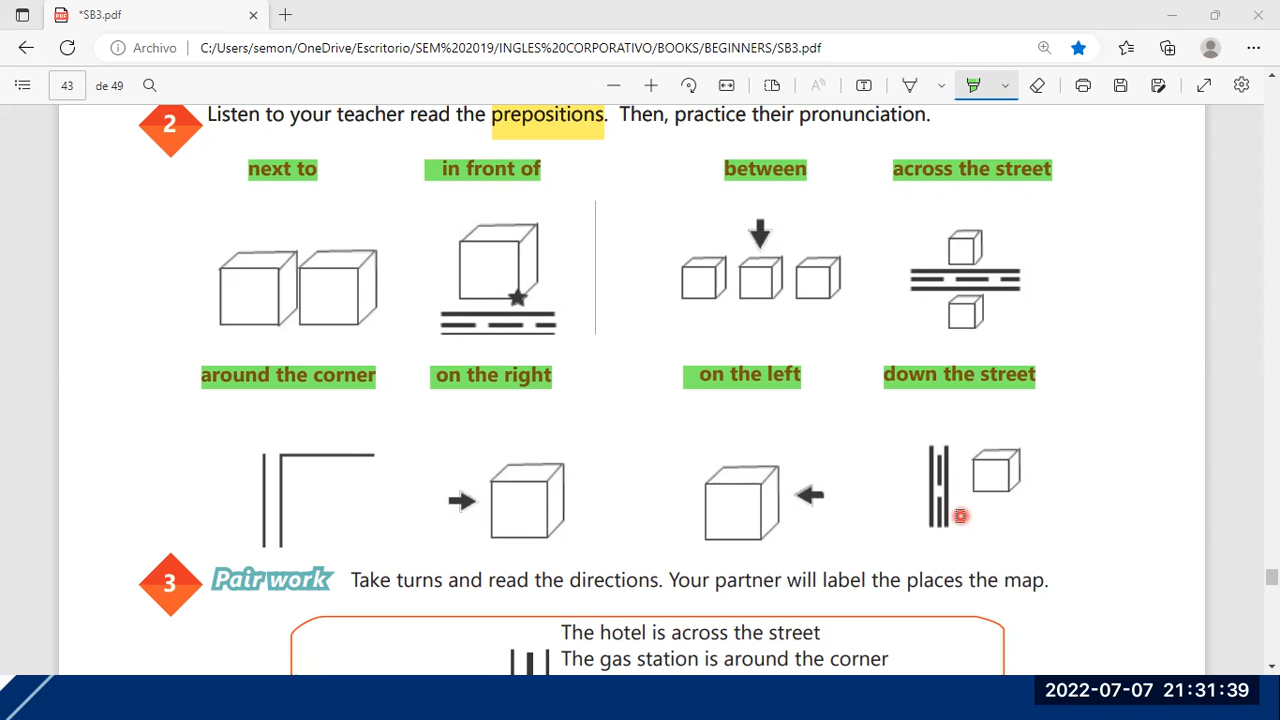 *SB3.pdf
Archivo C:/Users/semon/OneDrive/Escritorio/SEM%202019/INGLES%20CORPORATIVO/BOOKS/BEGINNERS/SB3.pdf
43 de 49
2 Listen to your teacher read the prepositions. Then, practice their pronunciation.
next to in front of between across the street
around the corner on the right on the left down the street
3 Pair work Take turns and read the directions. Your partner will label the places the map.
The hotel is across the street
The gas station is around the corner
2022-07-07 21:31:39